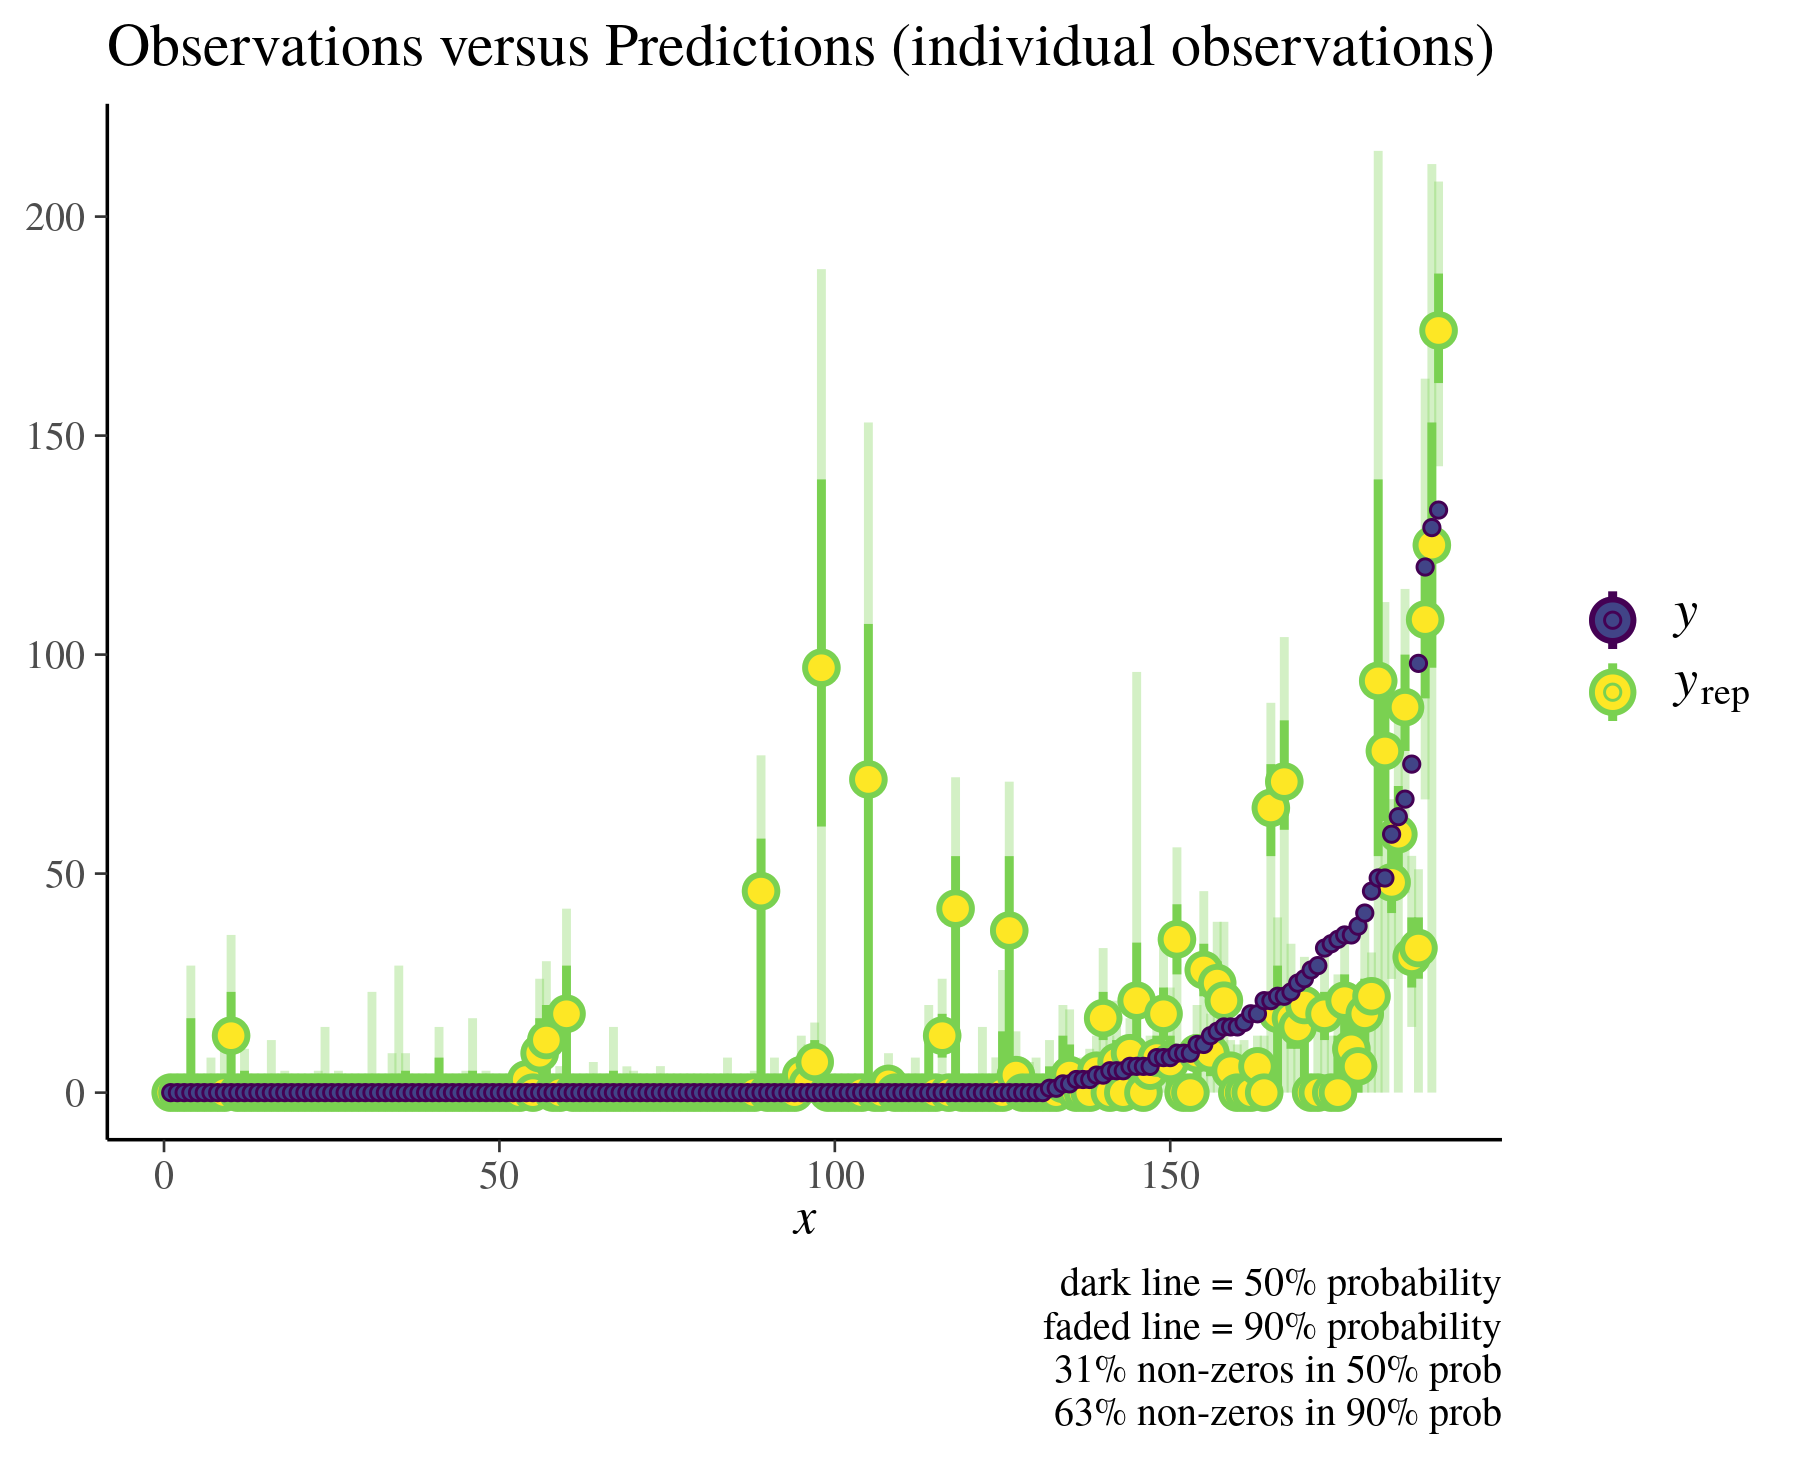 Observations versus Predictions (individual observations)
200
150
100
50
0
0 50 100 150
x
y
yrep
dark line = 50% probability
faded line = 90% probability
31% non-zeros in 50% prob
63% non-zeros in 90% prob